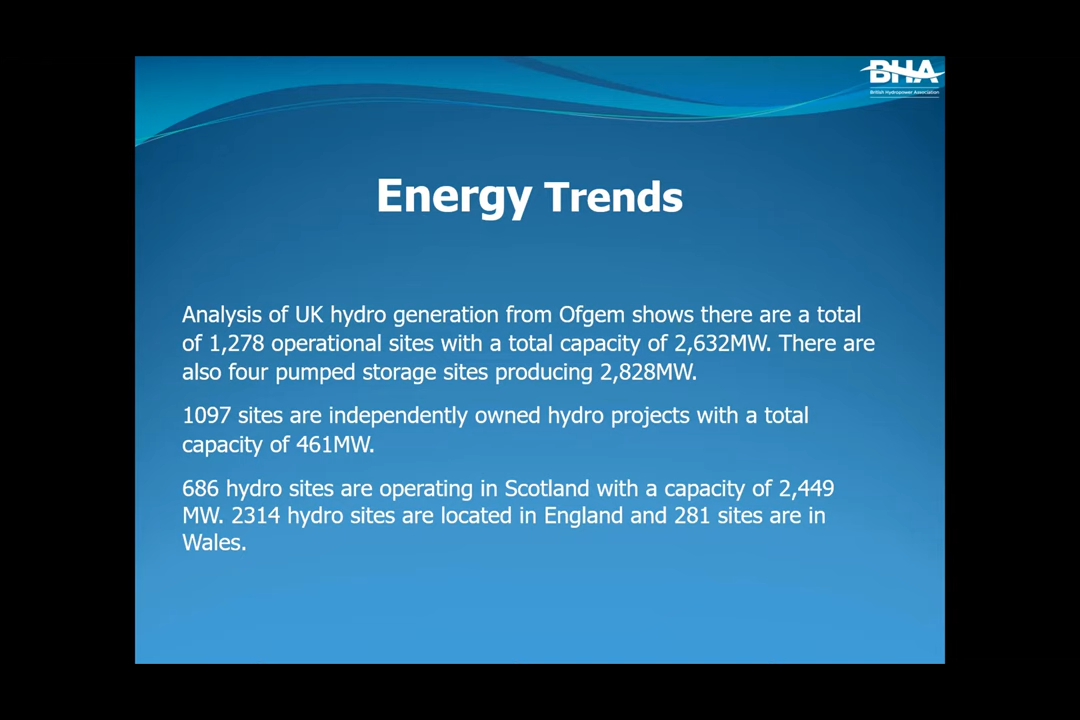 BHA
British Hydropower Association
Energy Trends
Analysis of UK hydro generation from Ofgem shows there are a total
of 1,278 operational sites with a total capacity of 2,632MW. There are
also four pumped storage sites producing 2,828MW.
1097 sites are independently owned hydro projects with a total
capacity of 461MW.
686 hydro sites are operating in Scotland with a capacity of 2,449
MW. 2314 hydro sites are located in England and 281 sites are in
Wales.